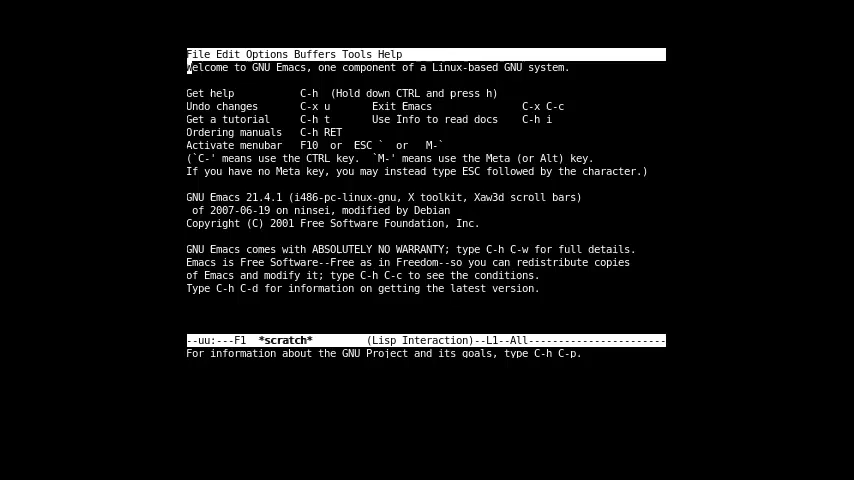 File Edit Options Buffers Tools Help
Welcome to GNU Emacs, one component of a Linux-based GNU system.
Get help C-h (Hold down CTRL and press h)
Undo changes C-x u Exit Emacs C-x C-c
Get a tutorial C-h t Use Info to read docs C-h i
Ordering manuals C-h RET
Activate menubar F10 or ESC ` or M-`
(`C-' means use the CTRL key. `M-' means use the Meta (or Alt) key.
If you have no Meta key, you may instead type ESC followed by the character.)
GNU Emacs 21.4.1 (i486-pc-linux-gnu, X toolkit, Xaw3d scroll bars)
of 2007-06-19 on ninsei, modified by Debian
Copyright (C) 2001 Free Software Foundation, Inc.
GNU Emacs comes with ABSOLUTELY NO WARRANTY; type C-h C-w for full details.
Emacs is Free Software--Free as in Freedom--so you can redistribute copies
of Emacs and modify it; type C-h C-c to see the conditions.
Type C-h C-d for information on getting the latest version.
--uu:---F1 *scratch* (Lisp Interaction)--L1--All-----------------------
For information about the GNU Project and its goals, type C-h C-p.